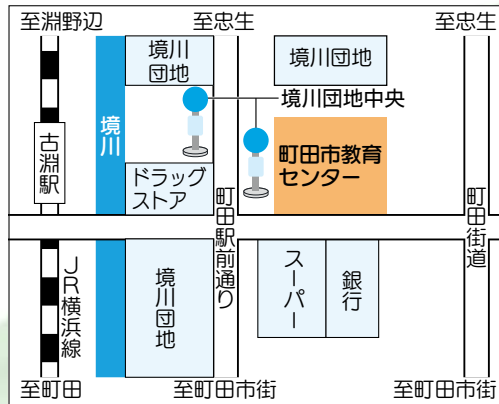 至淵野辺
至忠生
至忠生
境川
団地
境川団地
境川団地中央
境川
古淵駅
町田市教育
センター
ドラッグ
ストア
町田駅前通り
町田街道
JR横浜線
境川団地
スーパー
銀行
至町田
至町田市街
至町田市街